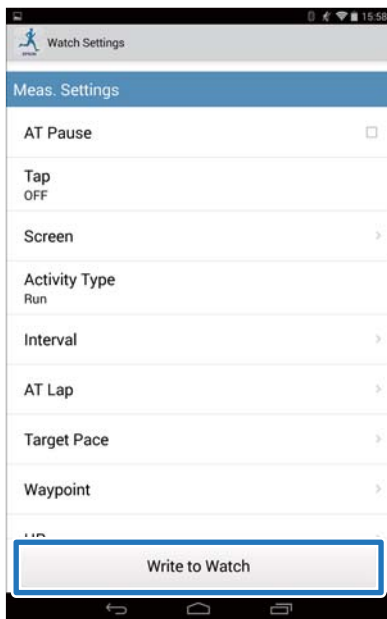 15:58
Watch Settings
Meas. Settings
AT Pause
Tap
OFF
Screen
Activity Type
Run
Interval
AT Lap
Target Pace
Waypoint
Write to Watch